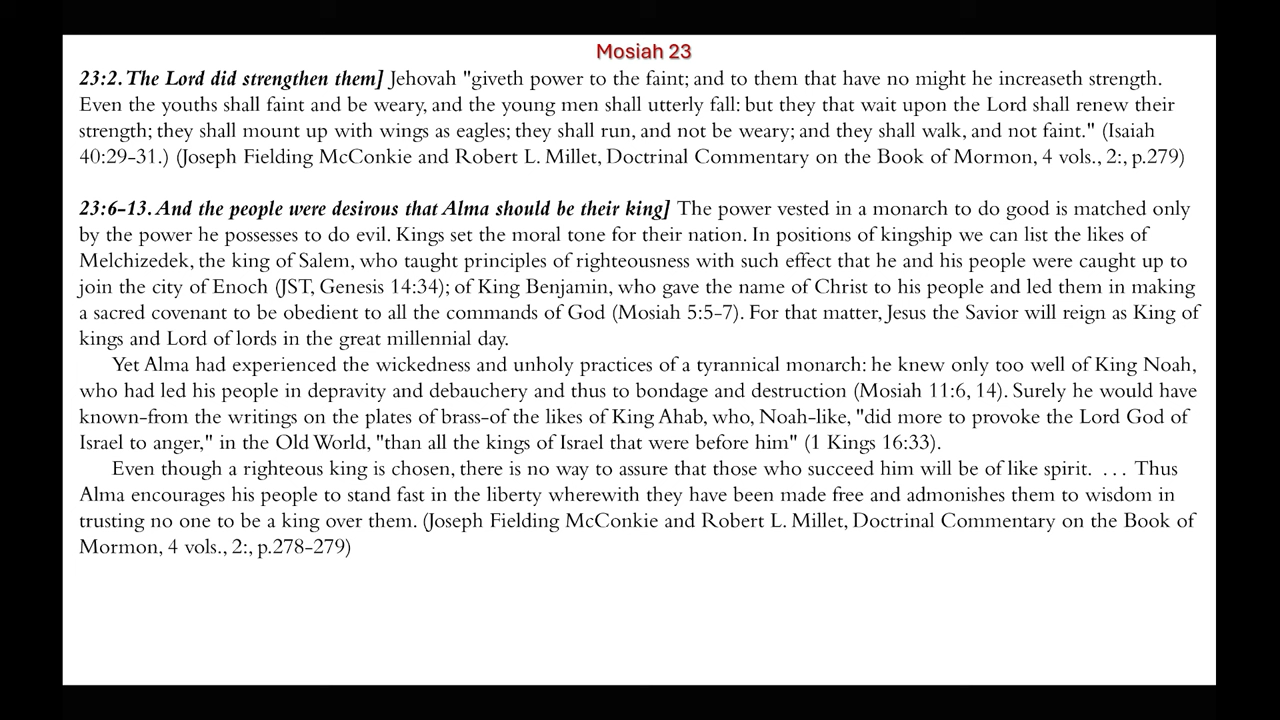 Mosiah 23
23:2. The Lord did strengthen them] Jehovah "giveth power to the faint; and to them that have no might he increaseth strength.
Even the youths shall faint and be weary, and the young men shall utterly fall: but they that wait upon the Lord shall renew their
strength; they shall mount up with wings as eagles; they shall run, and not be weary; and they shall walk, and not faint." (Isaiah
40:29-31.) (Joseph Fielding McConkie and Robert L. Millet, Doctrinal Commentary on the Book of Mormon, 4 vols., 2:, p.279)
23:6-13. And the people were desirous that Alma should be their king] The power vested in a monarch to do good is matched only
by the power he possesses to do evil. Kings set the moral tone for their nation. In positions of kingship we can list the likes of
Melchizedek, the king of Salem, who taught principles of righteousness with such effect that he and his people were caught up to
join the city of Enoch (JST, Genesis 14:34); of King Benjamin, who gave the name of Christ to his people and led them in making
a sacred covenant to be obedient to all the commands of God (Mosiah 5:5-7). For that matter, Jesus the Savior will reign as King of
kings and Lord of lords in the great millennial day.
Yet Alma had experienced the wickedness and unholy practices of a tyrannical monarch: he knew only too well of King Noah,
who had led his people in depravity and debauchery and thus to bondage and destruction (Mosiah 11:6, 14). Surely he would have
known-from the writings on the plates of brass-of the likes of King Ahab, who, Noah-like, "did more to provoke the Lord God of
Israel to anger," in the Old World, "than all the kings of Israel that were before him" (1 Kings 16:33).
Even though a righteous king is chosen, there is no way to assure that those who succeed him will be of like spirit. . . . Thus
Alma encourages his people to stand fast in the liberty wherewith they have been made free and admonishes them to wisdom in
trusting no one to be a king over them. (Joseph Fielding McConkie and Robert L. Millet, Doctrinal Commentary on the Book of
Mormon, 4 vols., 2:, p.278-279)